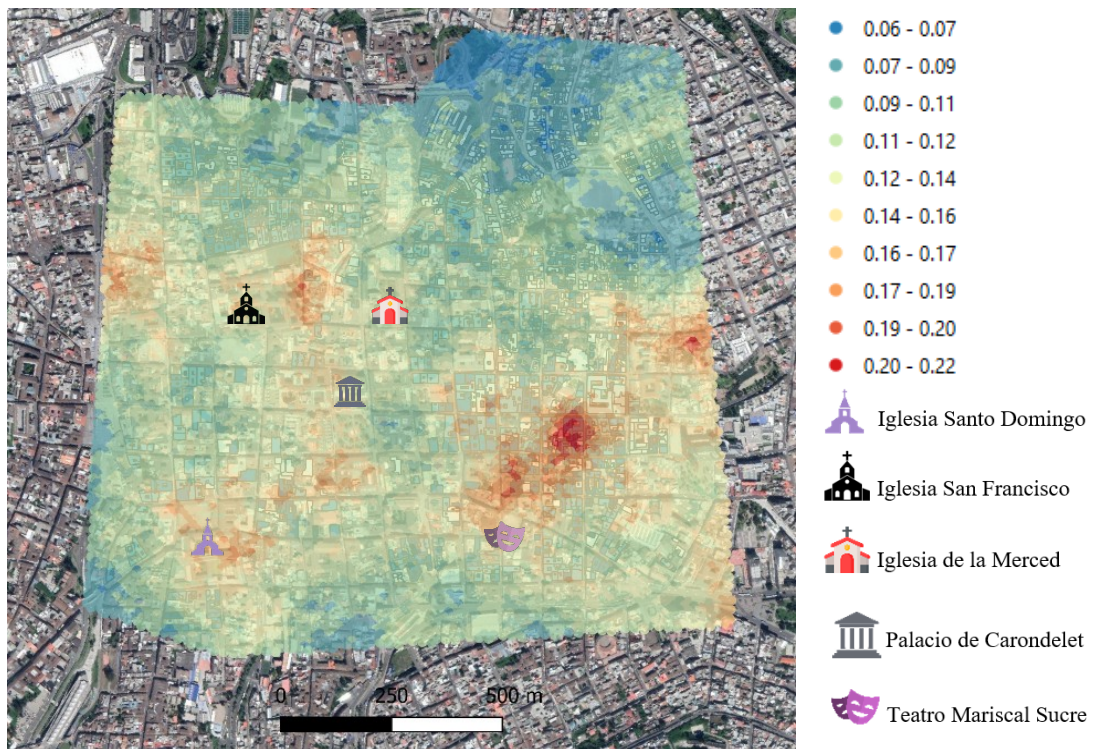 0.06 - 0.07
0.07 - 0.09
0.09 - 0.11
0.11 - 0.12
0.12 - 0.14
0.14 - 0.16
0.16 - 0.17
0.17 - 0.19
0.19 - 0.20
0.20 - 0.22
Iglesia Santo Domingo
Iglesia San Francisco
Iglesia de la Merced
Palacio de Carondelet
Teatro Mariscal Sucre
0 250 500 m